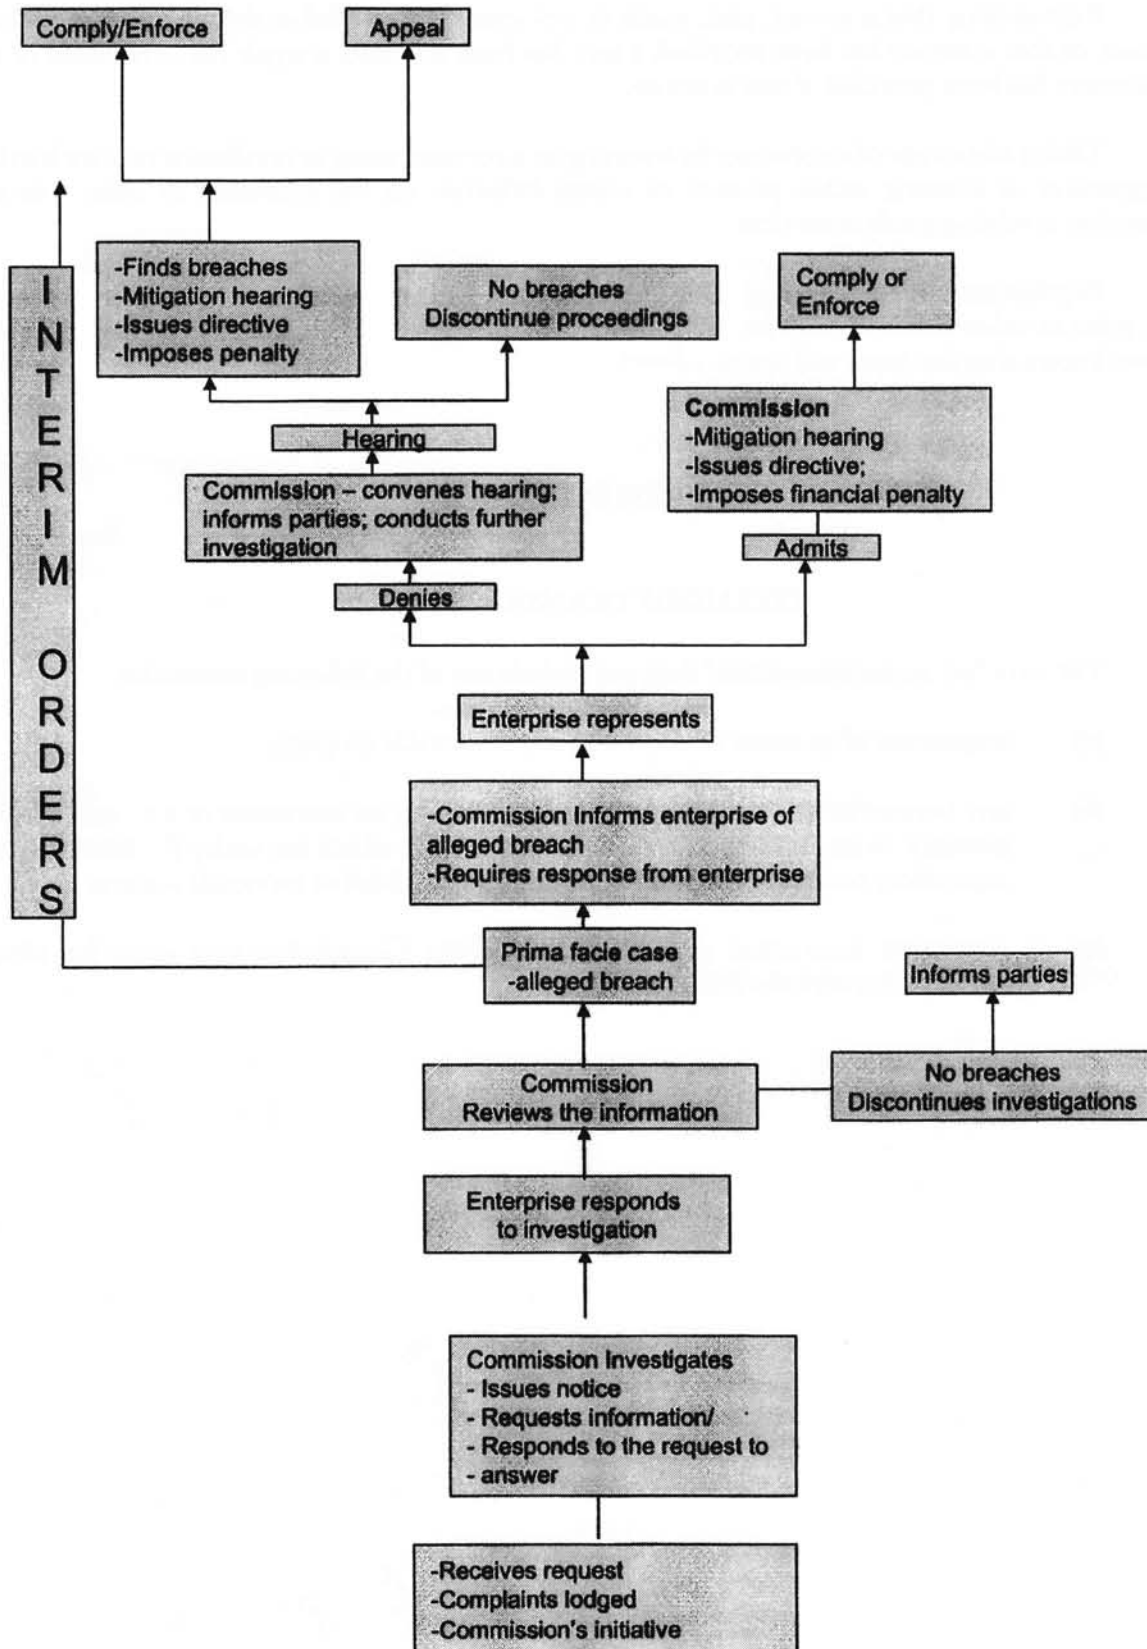 Comply/Enforce
Appeal
INTERIM ORDERS
-Finds breaches
-Mitigation hearing
-Issues directive
-Imposes penalty
No breaches
Discontinue proceedings
Comply or
Enforce
Hearing
Commission
-Mitigation hearing
-Issues directive;
-Imposes financial penalty
Commission – convenes hearing;
informs parties; conducts further
investigation
Admits
Denies
Enterprise represents
-Commission Informs enterprise of
alleged breach
-Requires response from enterprise
Prima facie case
-alleged breach
Informs parties
Commission
Reviews the information
No breaches
Discontinues investigations
Enterprise responds
to investigation
Commission Investigates
- Issues notice
- Requests information/
- Responds to the request to
- answer
-Receives request
-Complaints lodged
-Commission's initiative